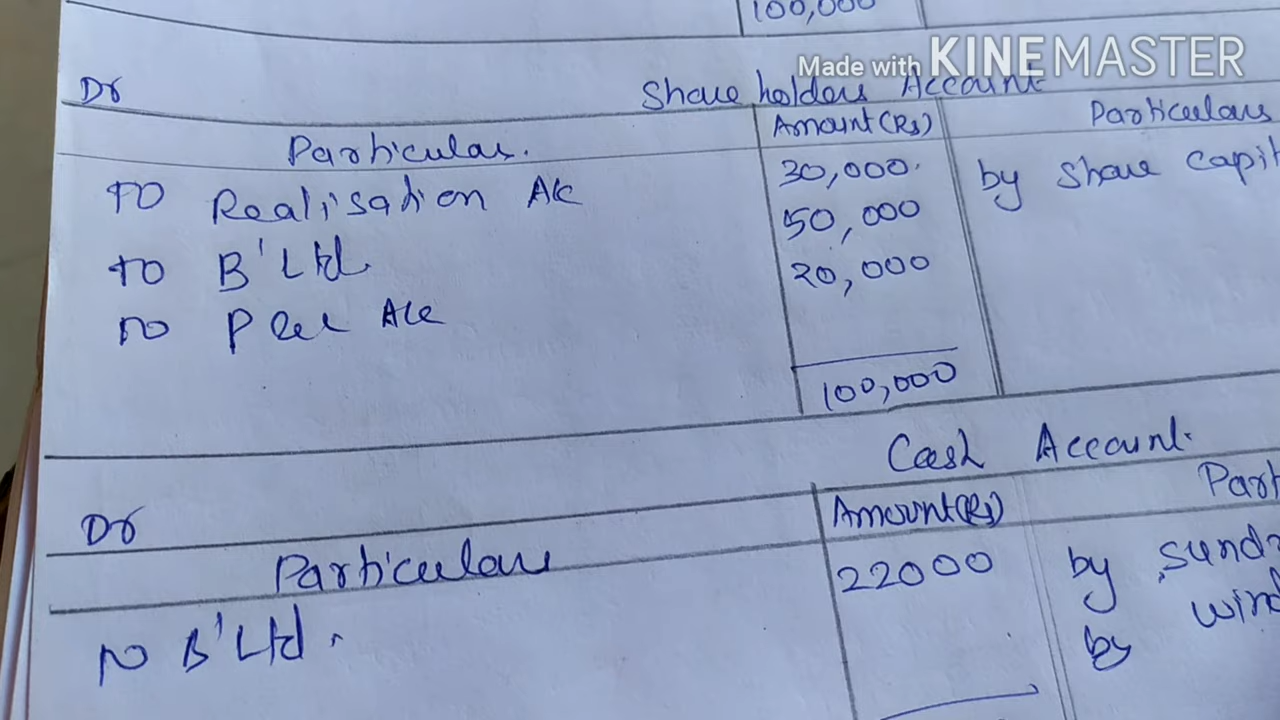 100,000
Made with KINEMASTER
Dr
Share holders Account
Particulars.
Amount(Rs)
Particulars
TO Realisation A/c
30,000.
by share capit
TO B'Ltd.
50,000
TO P&L A/c
20,000
100,000
Cash Account.
Dr
Particulars
Amount(Rs)
Part
TO B'Ltd.
22000
by sund
by wind